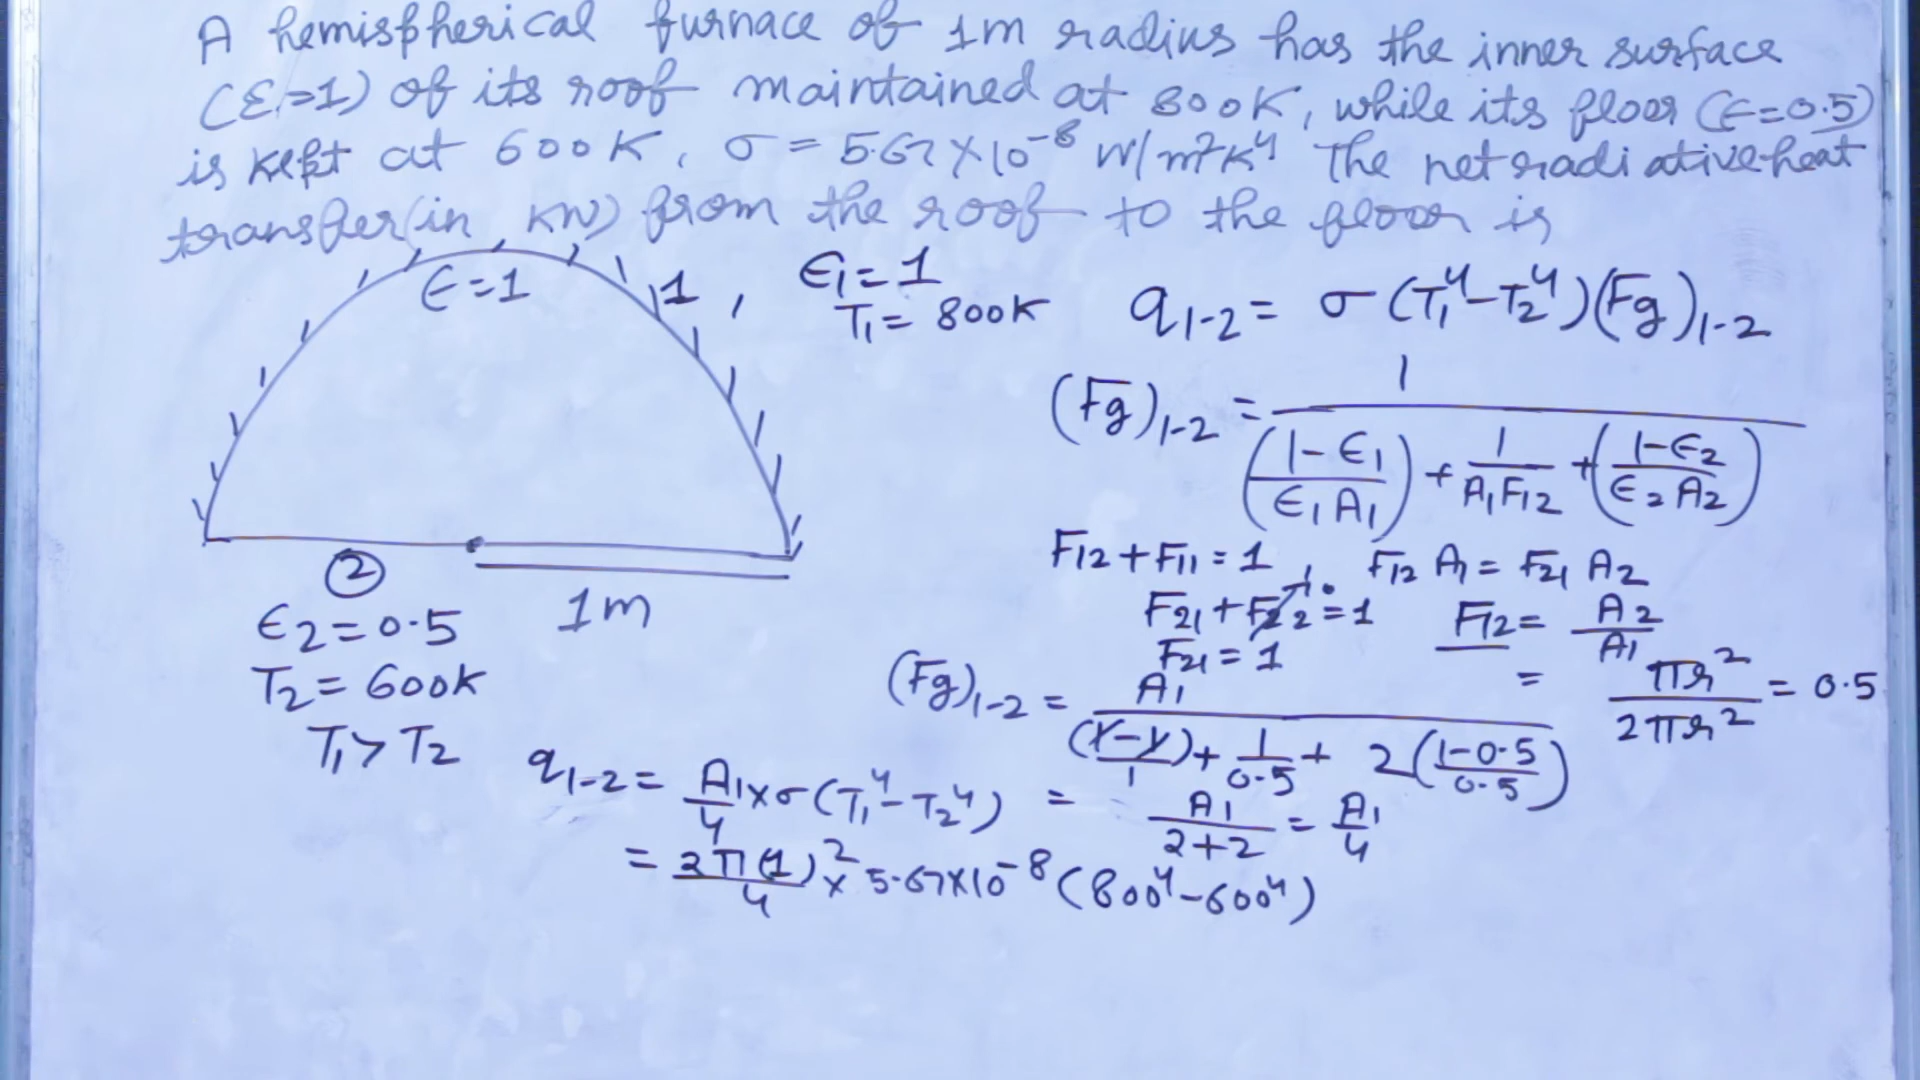 A hemispherical furnace of 1m radius has the inner surface
(ε=1) of its roof maintained at 800K, while its floor (ε=0.5)
is kept at 600K, σ = 5.67×10⁻⁸ W/m²K⁴ The net radiative heat
transfer (in KW) from the roof to the floor is
ε=1
1 , ε₁=1
T₁= 800K
q₁₋₂= σ(T₁⁴-T₂⁴)(Fg)₁₋₂
(Fg)₁₋₂ = 1 / ((1-ε₁)/(ε₁A₁)) + 1/(A₁F₁₂) + ((1-ε₂)/(ε₂A₂))
② 1m
ε₂=0.5
T₂= 600K
T₁> T₂
F₁₂+F₁₁=1 F₁₂ A₁= F₂₁ A₂
F₂₁+F₂₂=1 F₁₂= A₂/A₁
F₂₁=1
= πr²/2πr² = 0.5
(Fg)₁₋₂ = A₁ / (1-1)/1 + 1/0.5 + 2((1-0.5)/0.5)
= A₁/(2+2) = A₁/4
q₁₋₂= A₁/4 ×σ(T₁⁴-T₂⁴)
= 2π(1)²/4 × 5.67×10⁻⁸ (800⁴-600⁴)